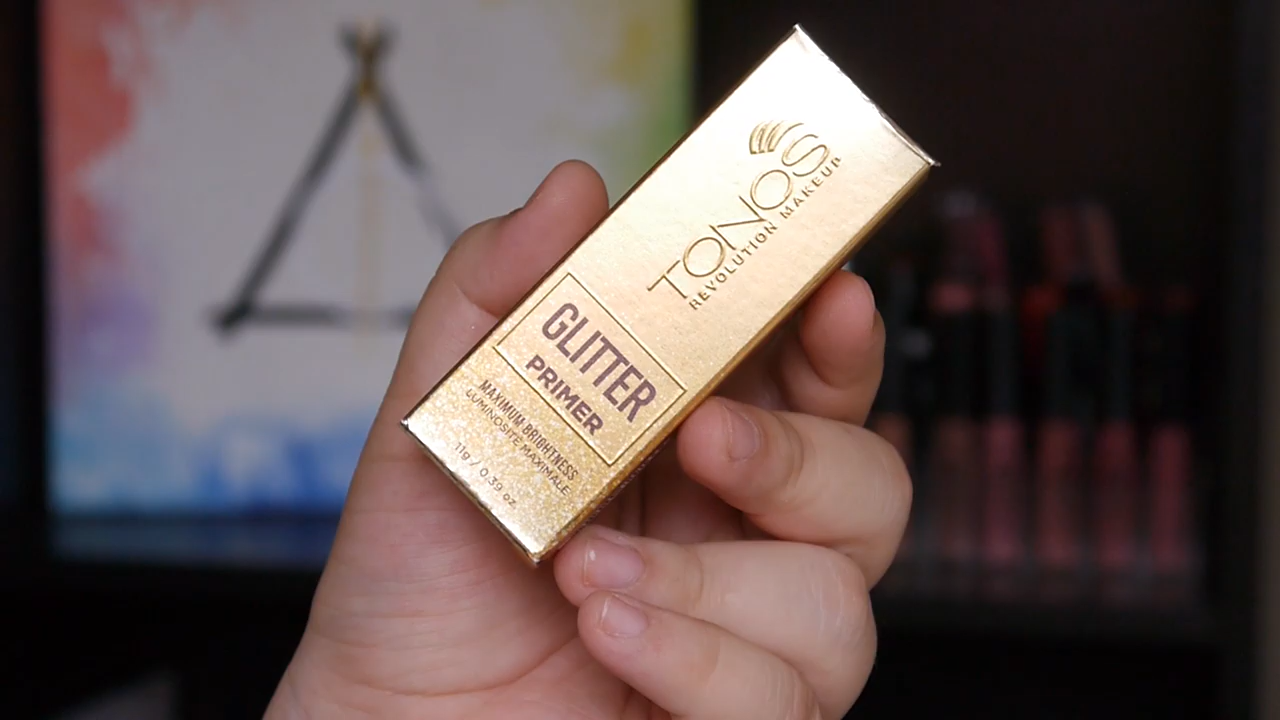 TONOS
REVOLUTION MAKEUP
GLITTER
PRIMER
MAXIMUM BRIGHTNESS
LUMINOSITÉ MAXIMALE
11g / 0.39 oz